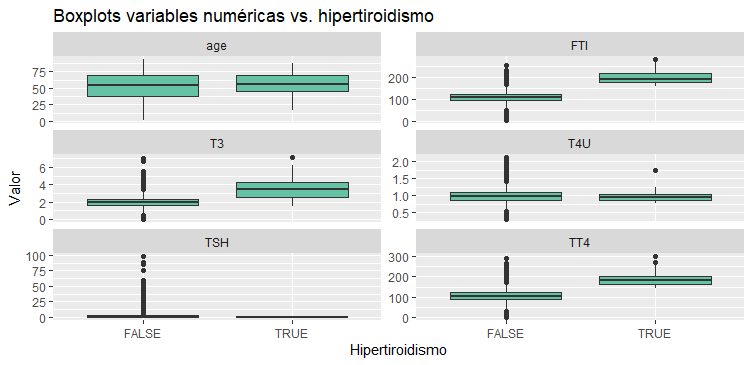 Boxplots variables numéricas vs. hipertiroidismo
age
FTI
75
50
25
0
200
100
0
T3
T4U
6
4
2
0
2.0
1.5
1.0
0.5
TSH
TT4
100
75
50
25
0
300
200
100
0
Valor
FALSE
TRUE
FALSE
TRUE
Hipertiroidismo